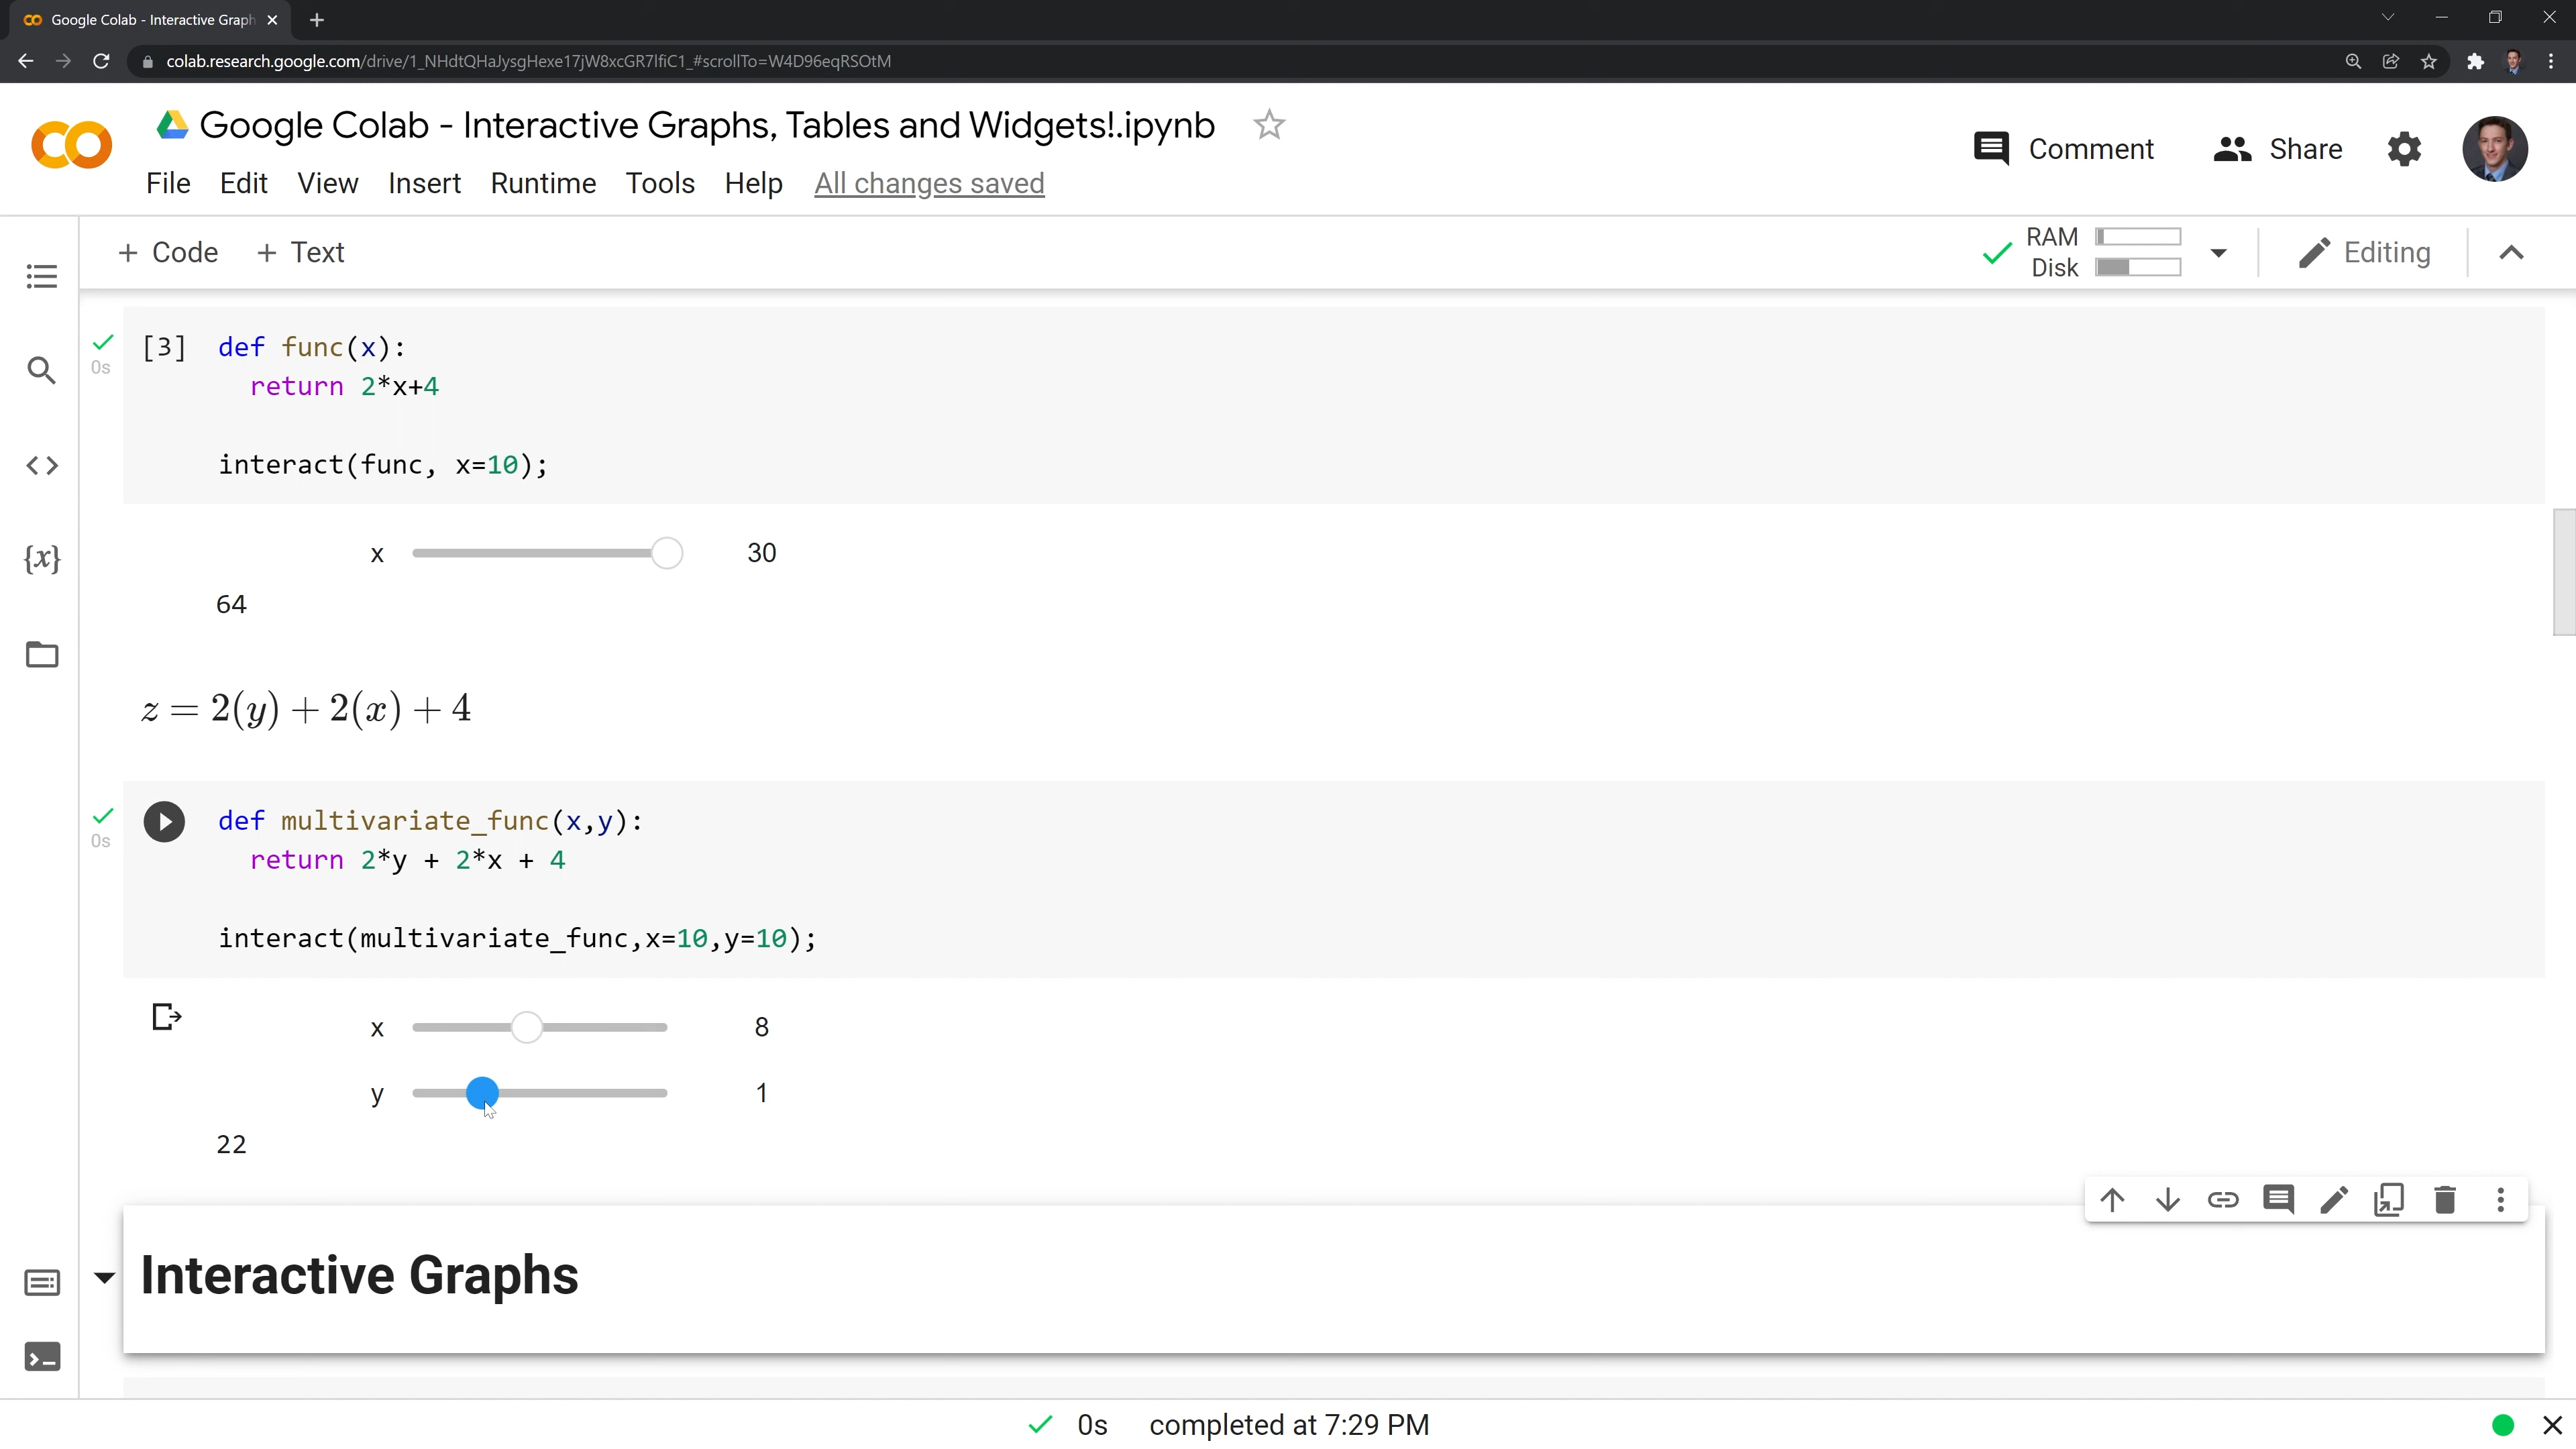 Google Colab - Interactive Graph
colab.research.google.com/drive/1_NHdtQHaJysgHexe17jW8xcGR7lfiC1_#scrollTo=W4D96eqRSOtM
Google Colab - Interactive Graphs, Tables and Widgets!.ipynb
Comment
Share
File Edit View Insert Runtime Tools Help All changes saved
+ Code + Text
RAM
Disk
Editing
[3] def func(x):
0s
return 2*x+4
interact(func, x=10);
x 30
64
z = 2(y) + 2(x) + 4
def multivariate_func(x,y):
0s
return 2*y + 2*x + 4
interact(multivariate_func,x=10,y=10);
x 8
y 1
22
Interactive Graphs
0s completed at 7:29 PM